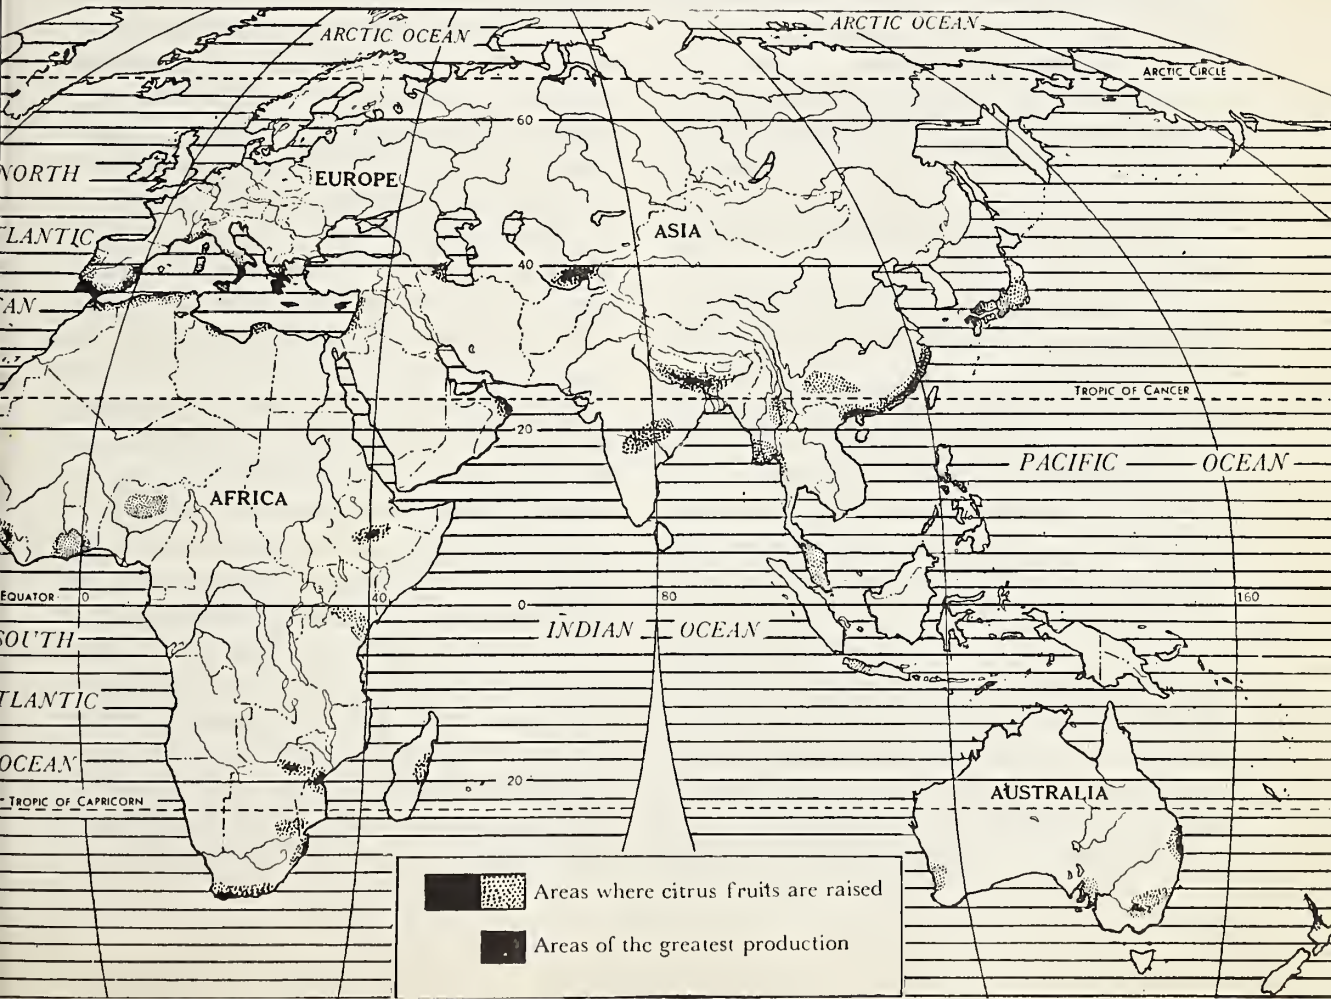 ARCTIC OCEAN
ARCTIC OCEAN
ARCTIC CIRCLE
60
NORTH
EUROPE
ASIA
TLANTIC
40
AN
TROPIC OF CANCER
20
PACIFIC OCEAN
AFRICA
EQUATOR
0
40
0
80
160
SOUTH
INDIAN OCEAN
TLANTIC
OCEAN
20
TROPIC OF CAPRICORN
AUSTRALIA
Areas where citrus fruits are raised
Areas of the greatest production